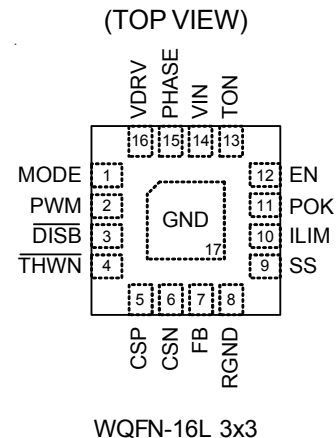 (TOP VIEW)
VDRV PHASE VIN TON
16 15 14 13
MODE 1 12 EN
PWM 2 11 POK
DISB 3 GND 10 ILIM
THWN 4 17 9 SS
5 6 7 8
CSP CSN FB RGND
WQFN-16L 3x3